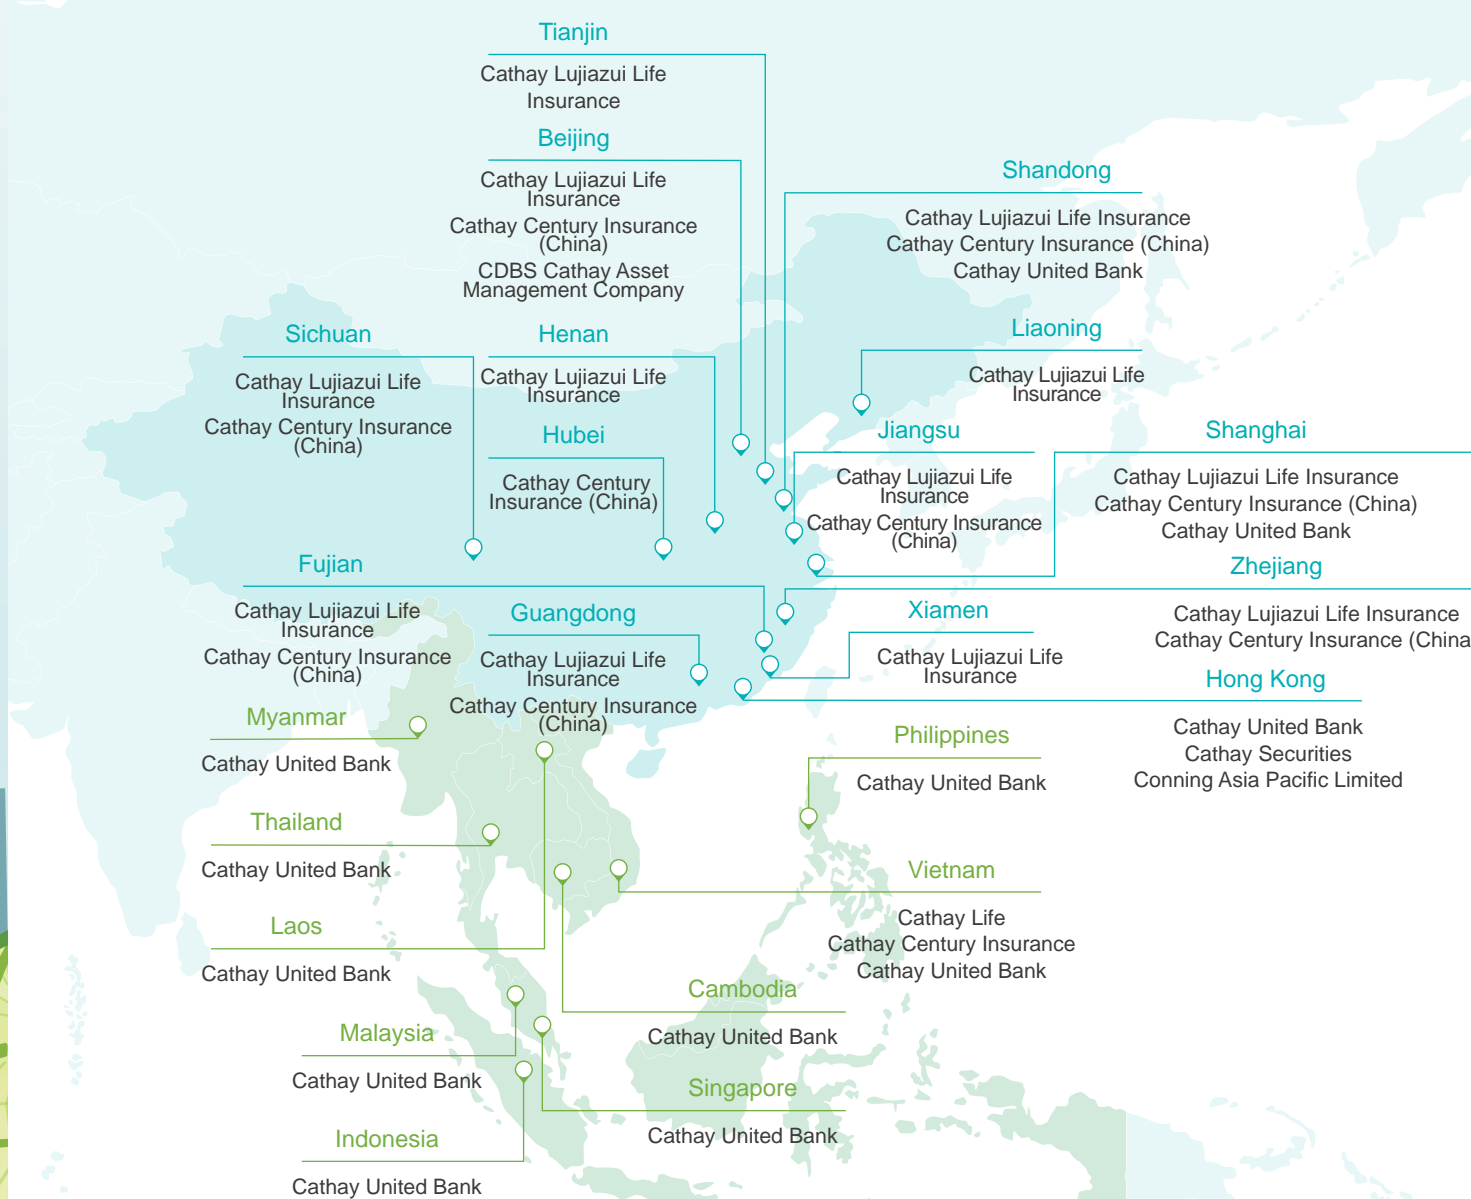 Tianjin
Cathay Lujiazui Life
Insurance
Beijing
Cathay Lujiazui Life
Insurance
Cathay Century Insurance
(China)
CDBS Cathay Asset
Management Company
Shandong
Cathay Lujiazui Life Insurance
Cathay Century Insurance (China)
Cathay United Bank
Sichuan
Cathay Lujiazui Life
Insurance
Cathay Century Insurance
(China)
Henan
Cathay Lujiazui Life
Insurance
Liaoning
Cathay Lujiazui Life
Insurance
Hubei
Cathay Century
Insurance (China)
Jiangsu
Cathay Lujiazui Life
Insurance
Cathay Century Insurance
(China)
Shanghai
Cathay Lujiazui Life Insurance
Cathay Century Insurance (China)
Cathay United Bank
Fujian
Cathay Lujiazui Life
Insurance
Cathay Century Insurance
(China)
Guangdong
Cathay Lujiazui Life
Insurance
Cathay Century Insurance
(China)
Xiamen
Cathay Lujiazui Life
Insurance
Zhejiang
Cathay Lujiazui Life Insurance
Cathay Century Insurance (China
Hong Kong
Cathay United Bank
Cathay Securities
Conning Asia Pacific Limited
Myanmar
Cathay United Bank
Philippines
Cathay United Bank
Thailand
Cathay United Bank
Vietnam
Cathay Life
Cathay Century Insurance
Cathay United Bank
Laos
Cathay United Bank
Cambodia
Cathay United Bank
Malaysia
Cathay United Bank
Singapore
Cathay United Bank
Indonesia
Cathay United Bank